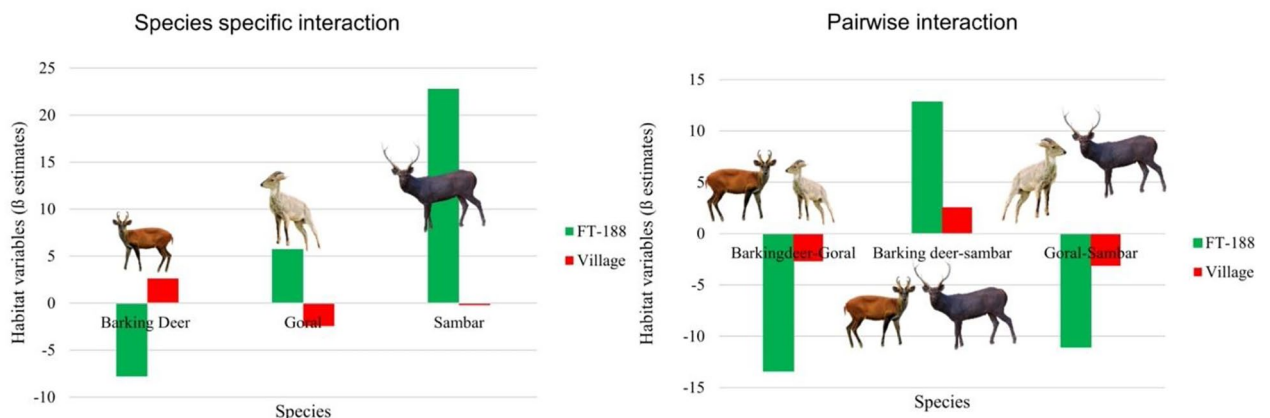 Species specific interaction
Habitat variables (ß estimates)
25
20
15
10
5
0
-5
-10
Barking Deer
Goral
Sambar
Species
FT-188
Village
Pairwise interaction
Habitat variables (ß estimates)
15
10
5
0
-5
-10
-15
Barkingdeer-Goral
Barking deer-sambar
Goral-Sambar
Species
FT-188
Village